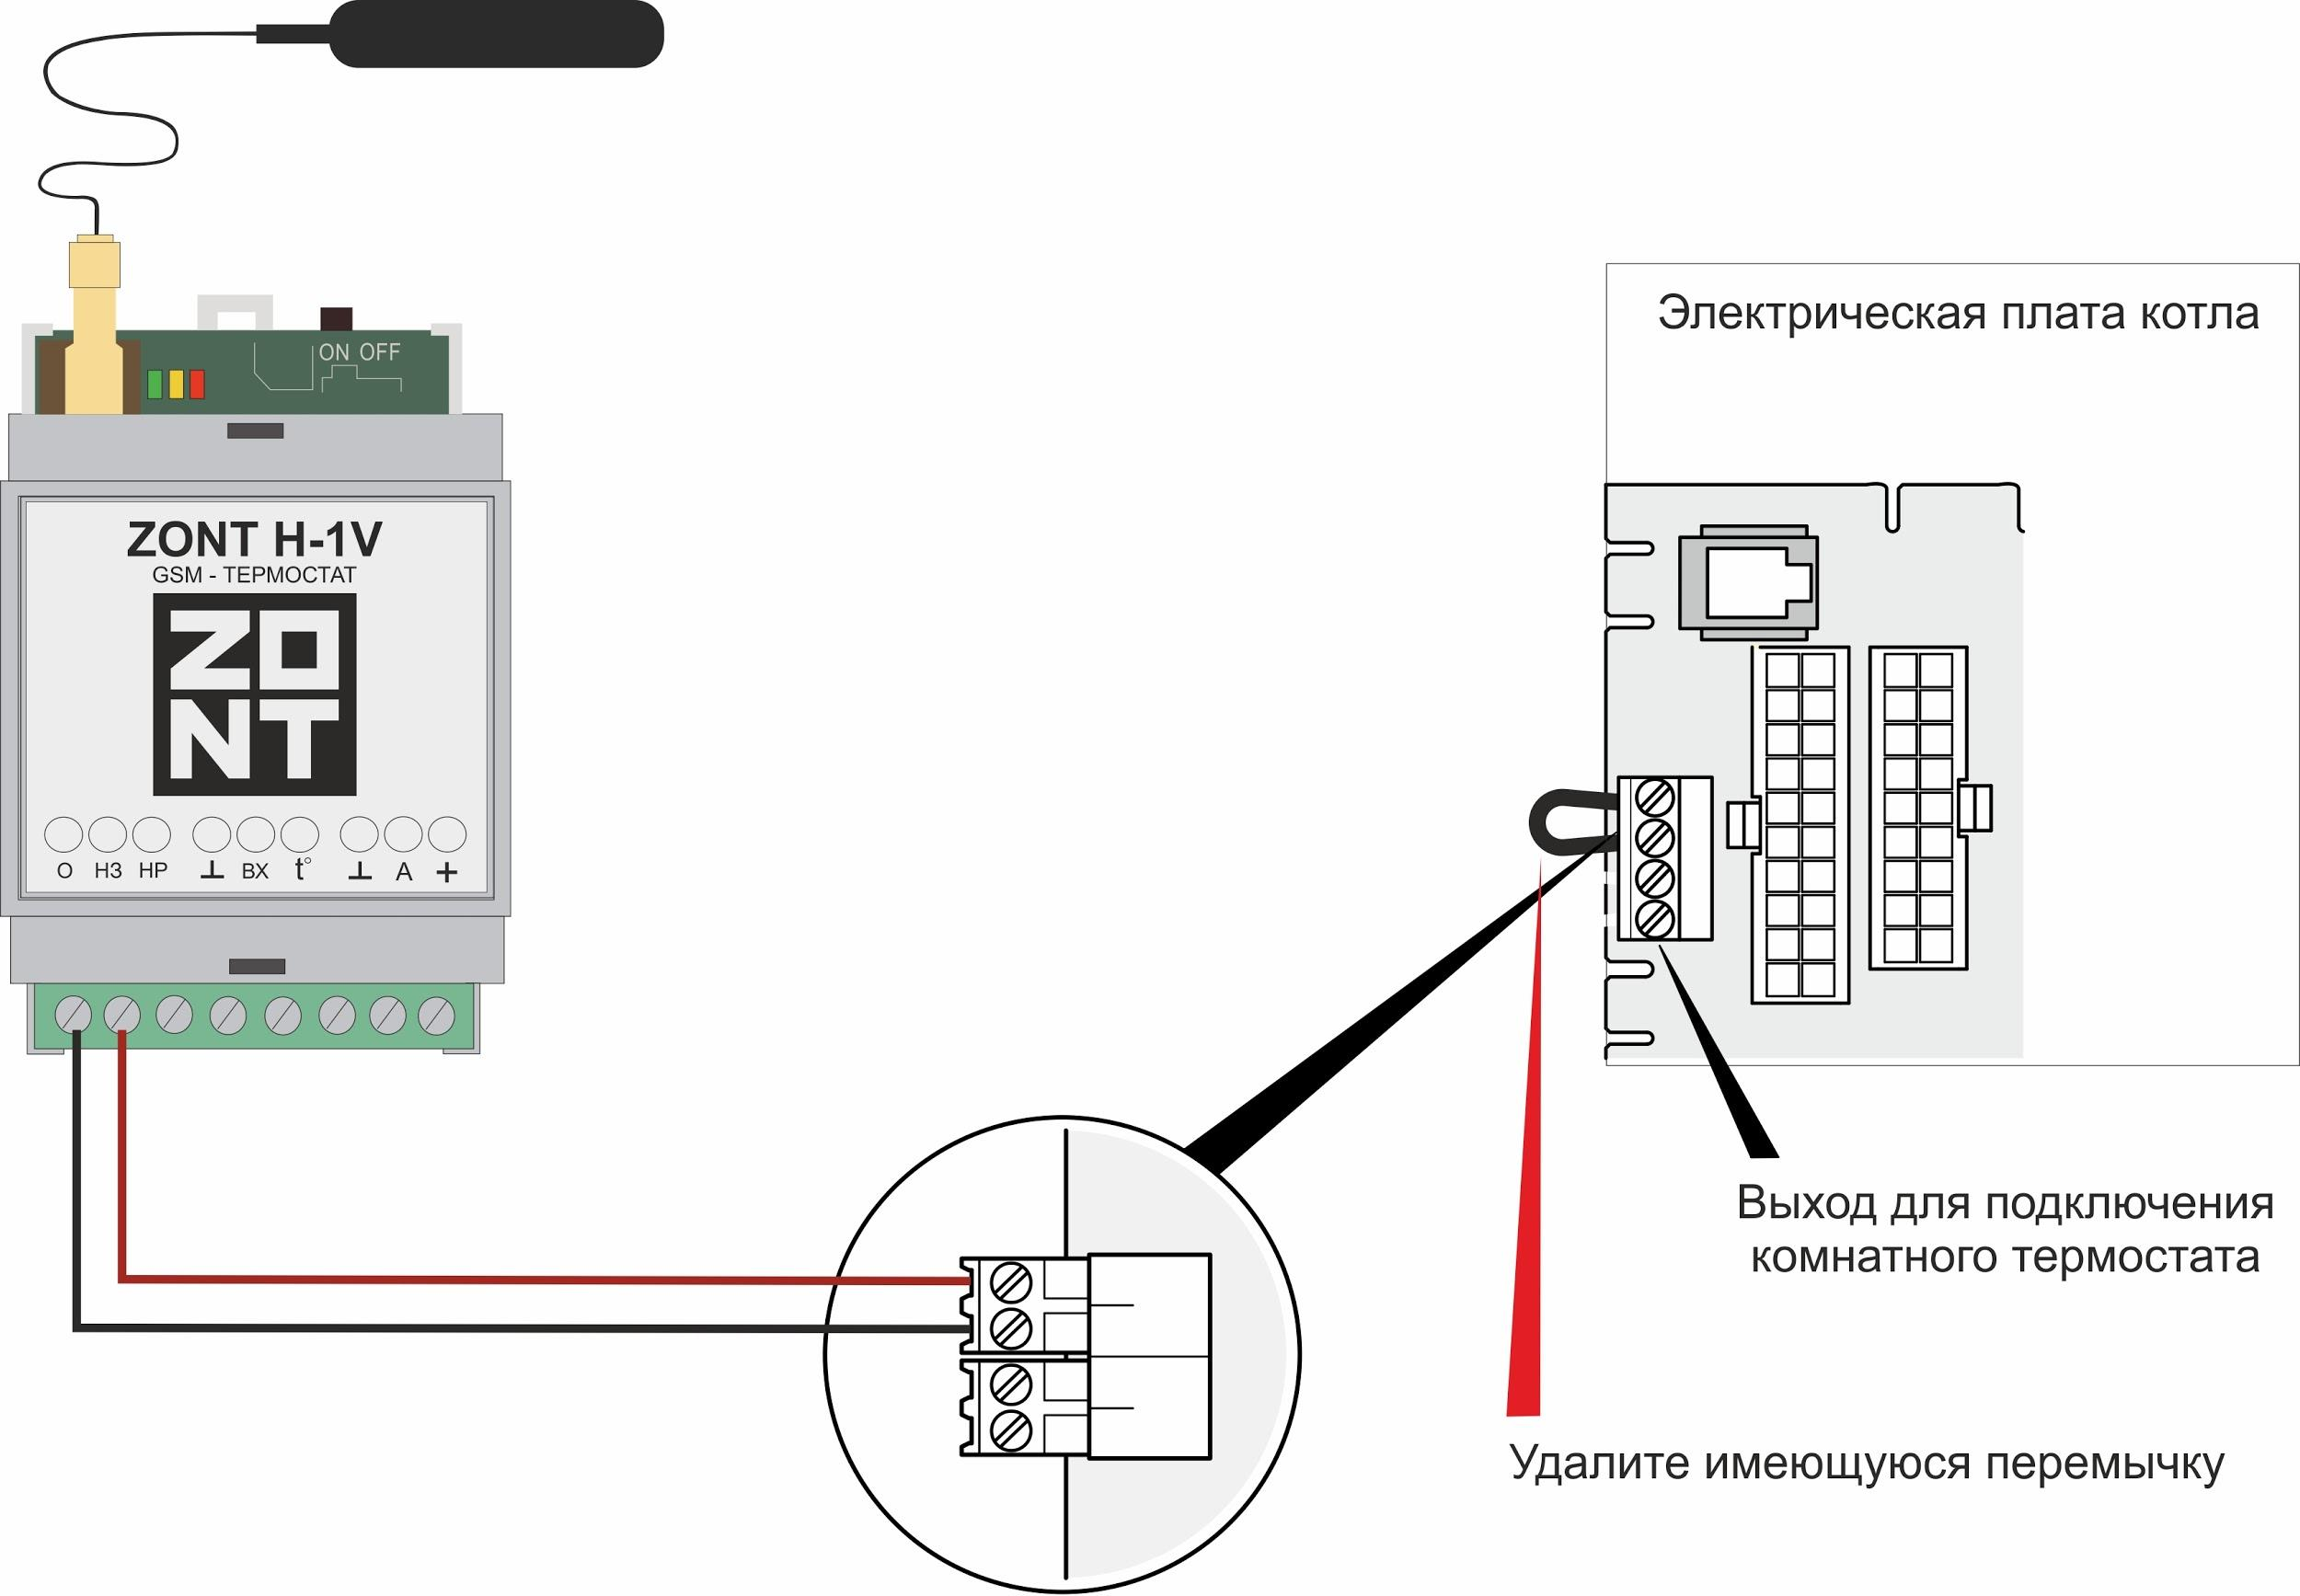 Электрическая плата котла
ON OFF
ZONT H-1V
GSM - ТЕРМОСТАТ
ZO
NT
О НЗ НР ⊥ ВХ t° ⊥ А +
Выход для подключения
комнатного термостата
Удалите имеющуюся перемычку